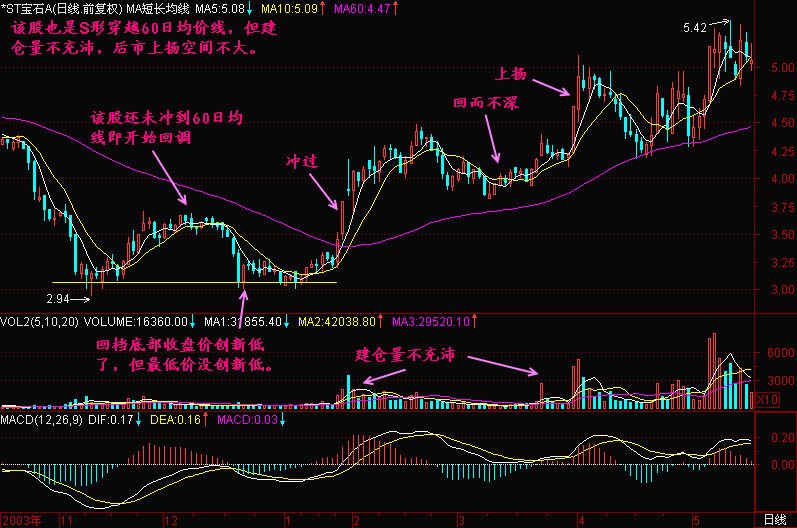 *ST宝石A(日线.前复权) MA短长均线 MA5:5.08↓ MA10:5.09↑ MA60:4.47↑
该股也是S形穿越60日均价线，但建
仓量不充沛，后市上扬空间不大。
5.42
上扬
5.00
4.75
回而不深
该股还未冲到60日均
线即开始回调
4.50
4.25
冲过
4.00
3.75
3.50
3.25
3.00
2.94
VOL2(5,10,20) VOLUME:16360.00↓ MA1:31855.40↓ MA2:42038.80↑ MA3:29520.10↑
回档底部收盘价创新低
了，但最低价没创新低。
建仓量不充沛
6000
3000
X10
MACD(12,26,9) DIF:0.17↓ DEA:0.16↑ MACD:0.03↓
0.20
0.00
2003年 11 12 1 2 3 4 5 日线